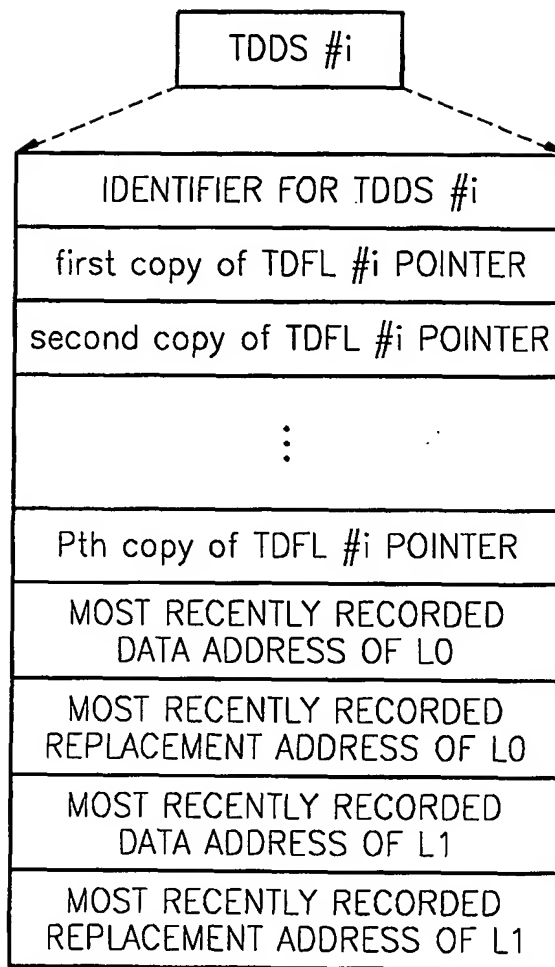 TDDS #i
IDENTIFIER FOR TDDS #i
first copy of TDFL #i POINTER
second copy of TDFL #i POINTER
⋮
Pth copy of TDFL #i POINTER
MOST RECENTLY RECORDED
DATA ADDRESS OF L0
MOST RECENTLY RECORDED
REPLACEMENT ADDRESS OF L0
MOST RECENTLY RECORDED
DATA ADDRESS OF L1
MOST RECENTLY RECORDED
REPLACEMENT ADDRESS OF L1